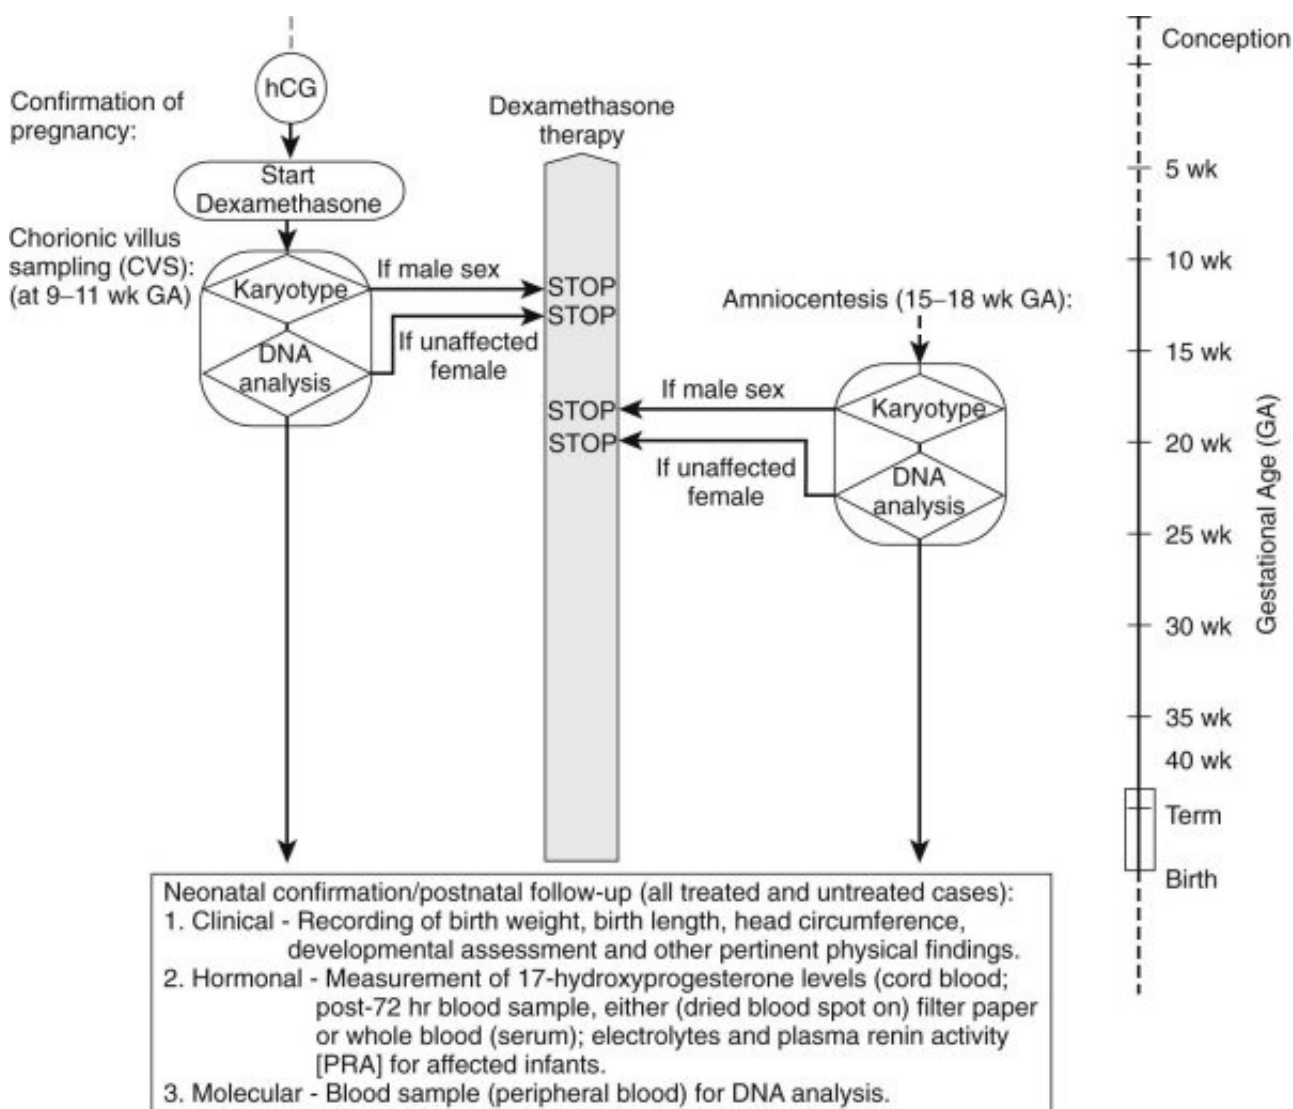 hCG
Confirmation of
pregnancy:
Start
Dexamethasone
Chorionic villus
sampling (CVS):
(at 9–11 wk GA)
Karyotype
DNA
analysis
If male sex
If unaffected
female
Dexamethasone
therapy
STOP
STOP
STOP
STOP
Amniocentesis (15–18 wk GA):
If male sex
If unaffected
female
Karyotype
DNA
analysis
Conception
5 wk
10 wk
15 wk
20 wk
25 wk
30 wk
35 wk
40 wk
Term
Birth
Gestational Age (GA)
Neonatal confirmation/postnatal follow-up (all treated and untreated cases):
1. Clinical - Recording of birth weight, birth length, head circumference,
developmental assessment and other pertinent physical findings.
2. Hormonal - Measurement of 17-hydroxyprogesterone levels (cord blood;
post-72 hr blood sample, either (dried blood spot on) filter paper
or whole blood (serum); electrolytes and plasma renin activity
[PRA] for affected infants.
3. Molecular - Blood sample (peripheral blood) for DNA analysis.